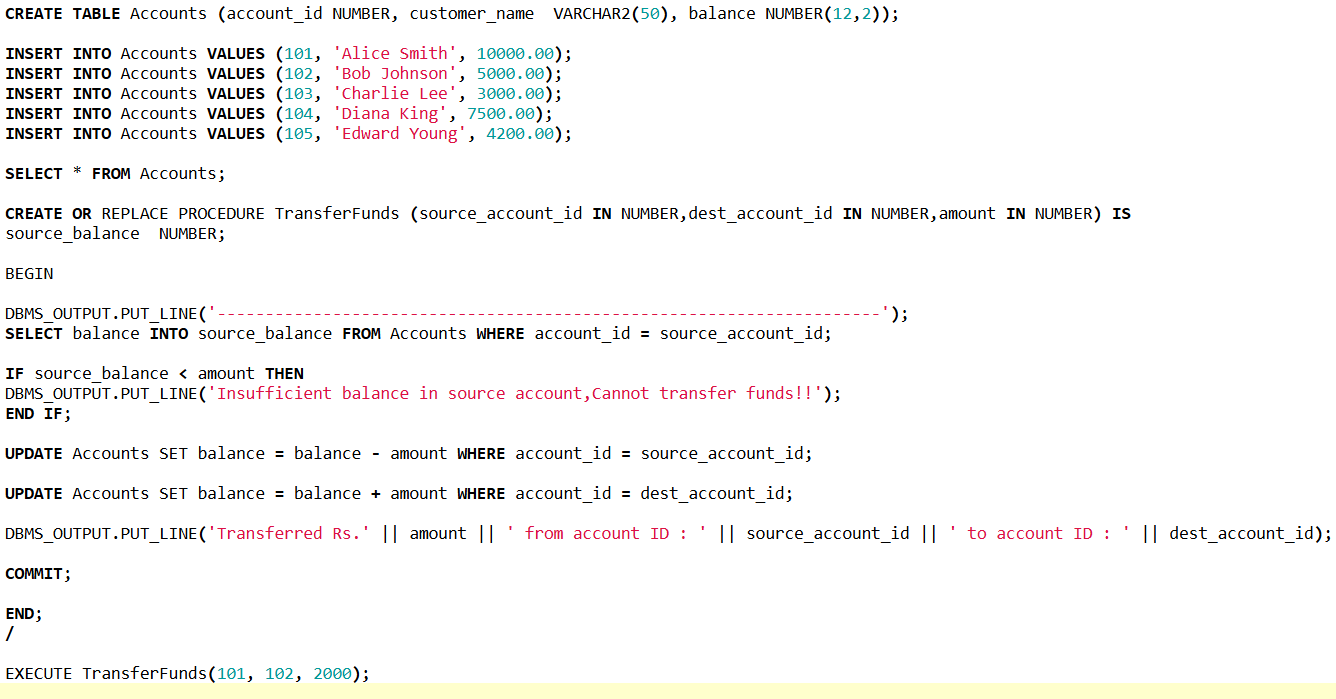 CREATE TABLE Accounts (account_id NUMBER, customer_name  VARCHAR2(50), balance NUMBER(12,2));
INSERT INTO Accounts VALUES (101, 'Alice Smith', 10000.00);
INSERT INTO Accounts VALUES (102, 'Bob Johnson', 5000.00);
INSERT INTO Accounts VALUES (103, 'Charlie Lee', 3000.00);
INSERT INTO Accounts VALUES (104, 'Diana King', 7500.00);
INSERT INTO Accounts VALUES (105, 'Edward Young', 4200.00);
SELECT * FROM Accounts;
CREATE OR REPLACE PROCEDURE TransferFunds (source_account_id IN NUMBER,dest_account_id IN NUMBER,amount IN NUMBER) IS
source_balance  NUMBER;
BEGIN
DBMS_OUTPUT.PUT_LINE('---------------------------------------------------------------------');
SELECT balance INTO source_balance FROM Accounts WHERE account_id = source_account_id;
IF source_balance < amount THEN
DBMS_OUTPUT.PUT_LINE('Insufficient balance in source account,Cannot transfer funds!!');
END IF;
UPDATE Accounts SET balance = balance - amount WHERE account_id = source_account_id;
UPDATE Accounts SET balance = balance + amount WHERE account_id = dest_account_id;
DBMS_OUTPUT.PUT_LINE('Transferred Rs.' || amount || ' from account ID : ' || source_account_id || ' to account ID : ' || dest_account_id);
COMMIT;
END;
/
EXECUTE TransferFunds(101, 102, 2000);